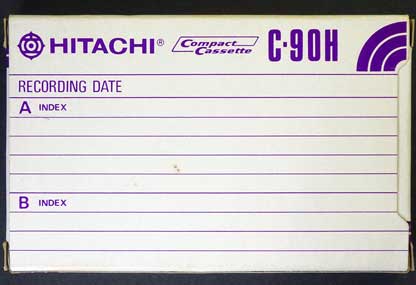 HITACHI® Compact Cassette C-90H
RECORDING DATE
A INDEX
B INDEX